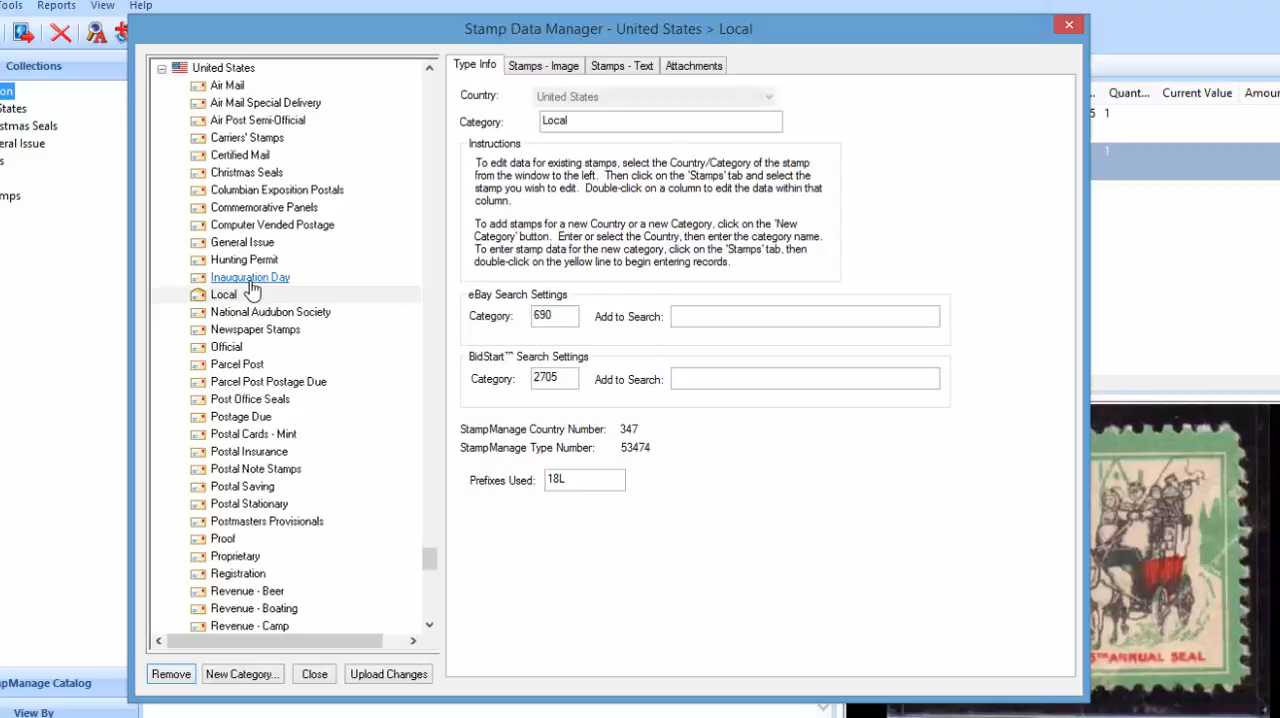 ools Reports View Help
Stamp Data Manager - United States > Local
Collections
on
States
stmas Seals
eral Issue
s
mps
pManage Catalog
View By
United States
Air Mail
Air Mail Special Delivery
Air Post Semi-Official
Carriers' Stamps
Certified Mail
Christmas Seals
Columbian Exposition Postals
Commemorative Panels
Computer Vended Postage
General Issue
Hunting Permit
Inauguration Day
Local
National Audubon Society
Newspaper Stamps
Official
Parcel Post
Parcel Post Postage Due
Post Office Seals
Postage Due
Postal Cards - Mint
Postal Insurance
Postal Note Stamps
Postal Saving
Postal Stationary
Postmasters Provisionals
Proof
Proprietary
Registration
Revenue - Beer
Revenue - Boating
Revenue - Camp
Remove New Category... Close Upload Changes
Type Info Stamps - Image Stamps - Text Attachments
Country: United States
Category: Local
Instructions
To edit data for existing stamps, select the Country/Category of the stamp
from the window to the left. Then click on the 'Stamps' tab and select the
stamp you wish to edit. Double-click on a column to edit the data within that
column.
To add stamps for a new Country or a new Category, click on the 'New
Category' button. Enter or select the Country, then enter the category name.
To enter stamp data for the new category, click on the 'Stamps' tab, then
double-click on the yellow line to begin entering records.
eBay Search Settings
Category: 690 Add to Search:
BidStart™ Search Settings
Category: 2705 Add to Search:
StampManage Country Number: 347
StampManage Type Number: 53474
Prefixes Used: 18L
.. Quant... Current Value Amour
5 1
1
5TH ANNUAL SEAL